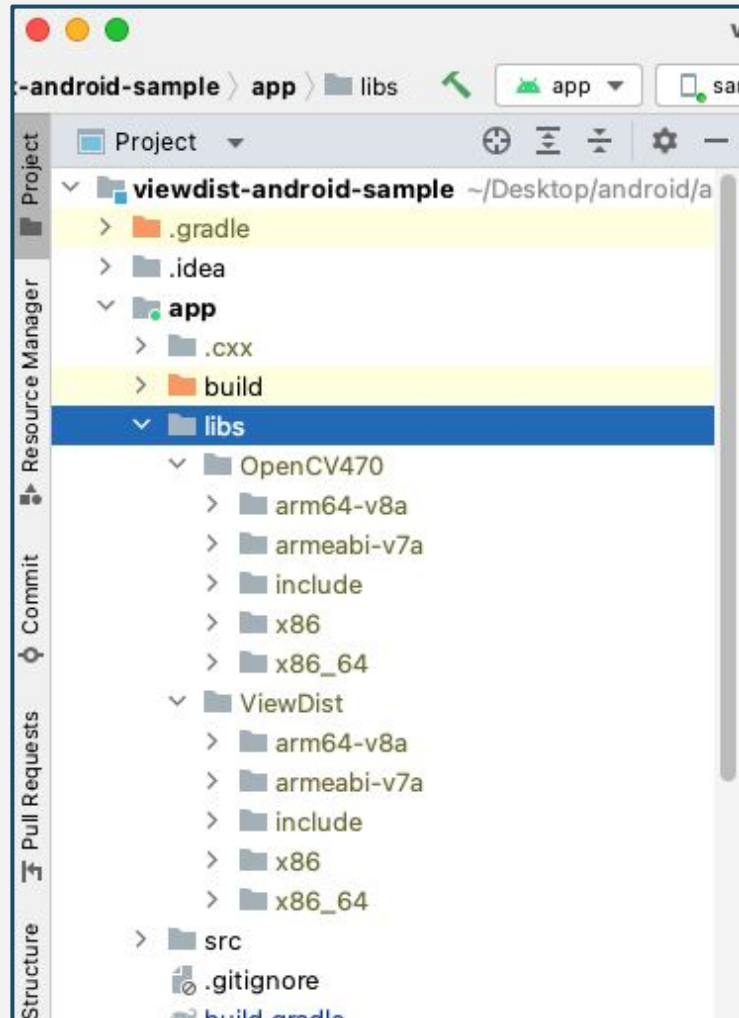 -android-sample app libs app
Project
viewdist-android-sample ~/Desktop/android/a
.gradle
.idea
app
.cxx
build
libs
OpenCV470
arm64-v8a
armeabi-v7a
include
x86
x86_64
ViewDist
arm64-v8a
armeabi-v7a
include
x86
x86_64
src
.gitignore
build.gradle
Project
Resource Manager
Commit
Pull Requests
Structure